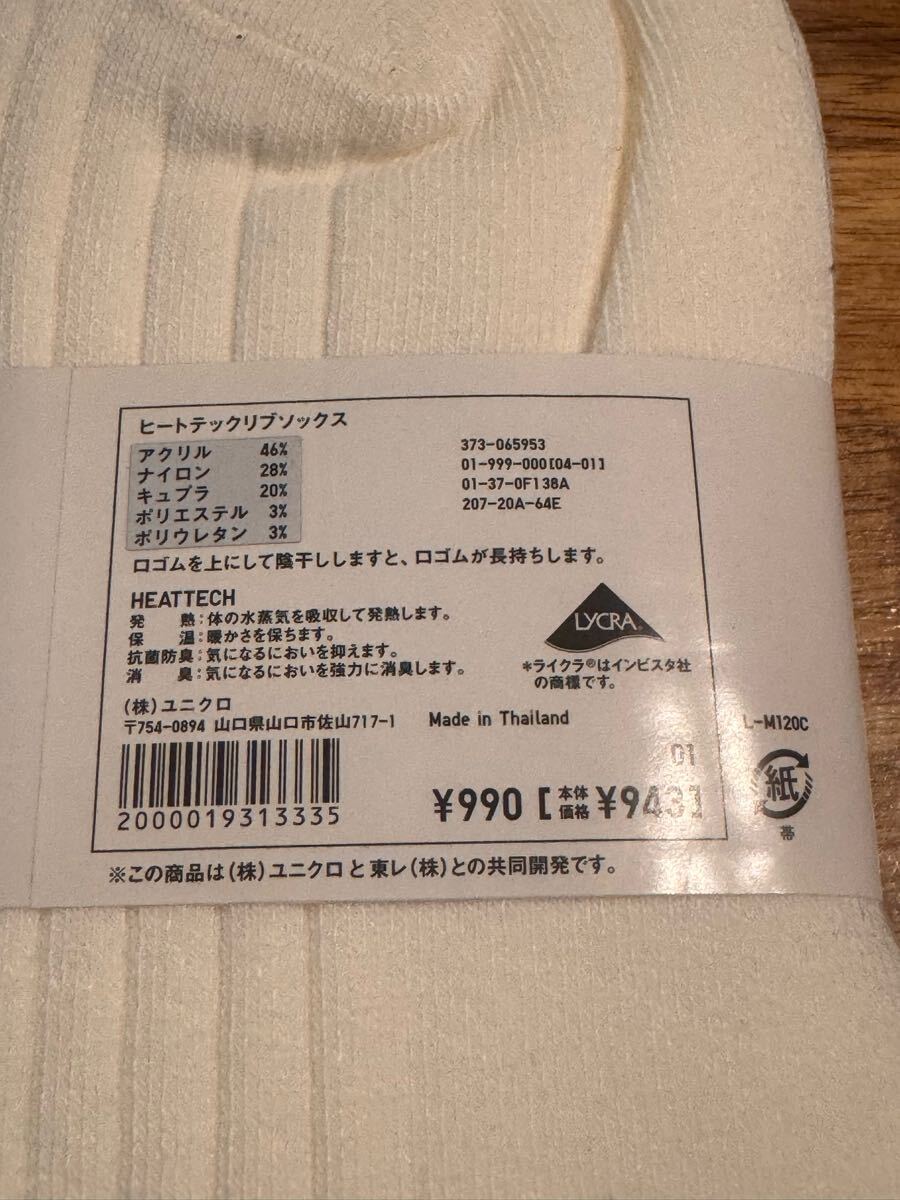 ヒートテックリブソックス
アクリル 46%
ナイロン 28%
キュプラ 20%
ポリエステル 3%
ポリウレタン 3%
373-065953
01-999-000[04-01]
01-37-0F138A
207-20A-64E
口ゴムを上にして陰干ししますと、口ゴムが長持ちします。
HEATTECH
発 熱:体の水蒸気を吸収して発熱します。
保 温:暖かさを保ちます。
抗菌防臭:気になるにおいを抑えます。
消 臭:気になるにおいを強力に消臭します。
LYCRA®
*ライクラ®はインビスタ社
の商標です。
(株)ユニクロ
〒754-0894 山口県山口市佐山717-1
Made in Thailand
L-M120C
01
2000019313335
¥990 [本体価格 ¥943]
紙
帯
※この商品は(株)ユニクロと東レ(株)との共同開発です。